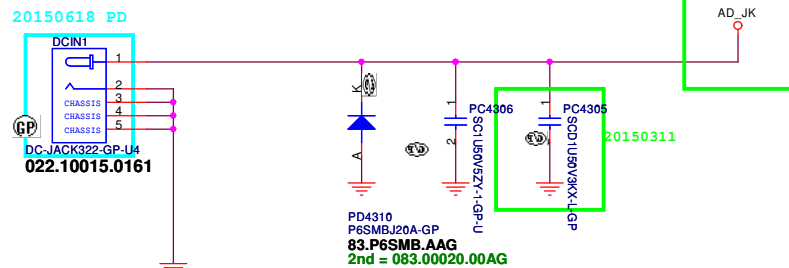 20150618 PD
AD_JK
DCIN1
1
2
CHASSIS 3
CHASSIS 4
CHASSIS 5
GP
DC-JACK322-GP-U4
022.10015.0161
K
A
PD4310
P6SMBJ20A-GP
83.P6SMB.AAG
2nd = 083.00020.00AG
1
2
PC4306
SC1U50V5ZY-1-GP-U
1
PC4305
SCD1U50V3KX-L-GP
20150311